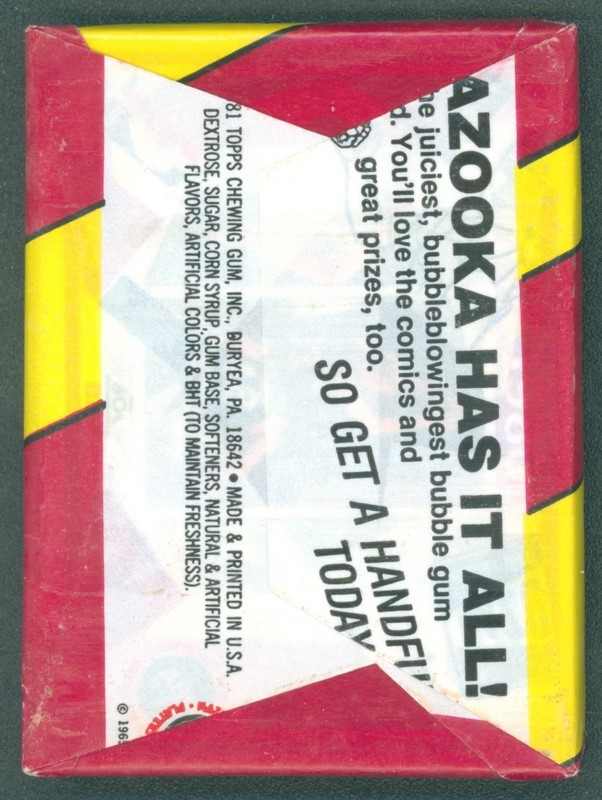 AZOOKA HAS IT ALL!
he juiciest, bubbleblowingest bubble gum
d. You'll love the comics and
great prizes, too.
SO GET A HANDFU
TODAY
81 TOPPS CHEWING GUM, INC., DURYEA, PA. 18642 • MADE & PRINTED IN U.S.A.
DEXTROSE, SUGAR, CORN SYRUP, GUM BASE, SOFTENERS, NATURAL & ARTIFICIAL
FLAVORS, ARTIFICIAL COLORS & BHT (TO MAINTAIN FRESHNESS).
© 196